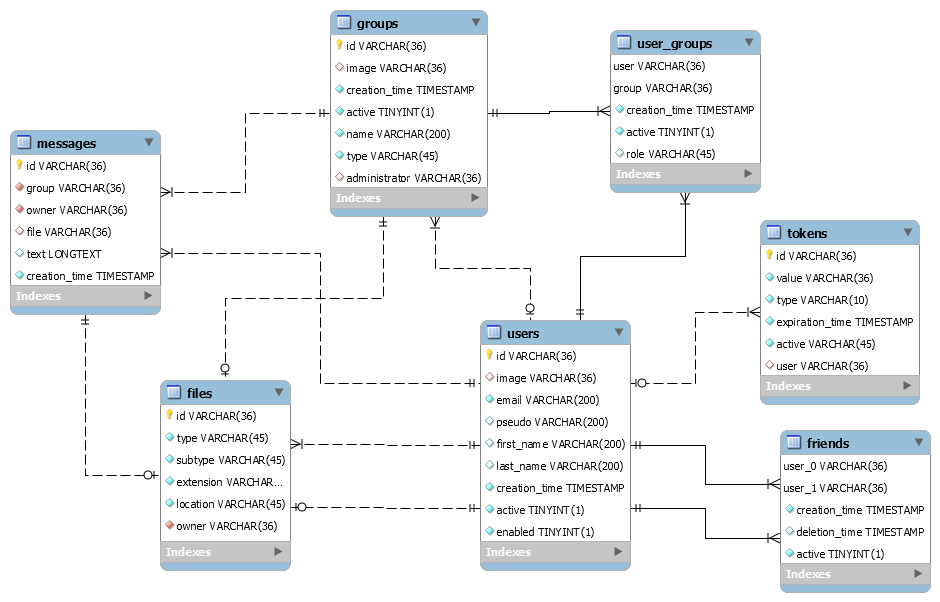 groups
id VARCHAR(36)
image VARCHAR(36)
creation_time TIMESTAMP
active TINYINT(1)
name VARCHAR(200)
type VARCHAR(45)
administrator VARCHAR(36)
Indexes
user_groups
user VARCHAR(36)
group VARCHAR(36)
creation_time TIMESTAMP
active TINYINT(1)
role VARCHAR(45)
Indexes
messages
id VARCHAR(36)
group VARCHAR(36)
owner VARCHAR(36)
file VARCHAR(36)
text LONGTEXT
creation_time TIMESTAMP
Indexes
tokens
id VARCHAR(36)
value VARCHAR(36)
type VARCHAR(10)
expiration_time TIMESTAMP
active VARCHAR(45)
user VARCHAR(36)
Indexes
users
id VARCHAR(36)
image VARCHAR(36)
email VARCHAR(200)
pseudo VARCHAR(200)
first_name VARCHAR(200)
last_name VARCHAR(200)
creation_time TIMESTAMP
active TINYINT(1)
enabled TINYINT(1)
Indexes
files
id VARCHAR(36)
type VARCHAR(45)
subtype VARCHAR(45)
extension VARCHAR...
location VARCHAR(45)
owner VARCHAR(36)
Indexes
friends
user_0 VARCHAR(36)
user_1 VARCHAR(36)
creation_time TIMESTAMP
deletion_time TIMESTAMP
active TINYINT(1)
Indexes